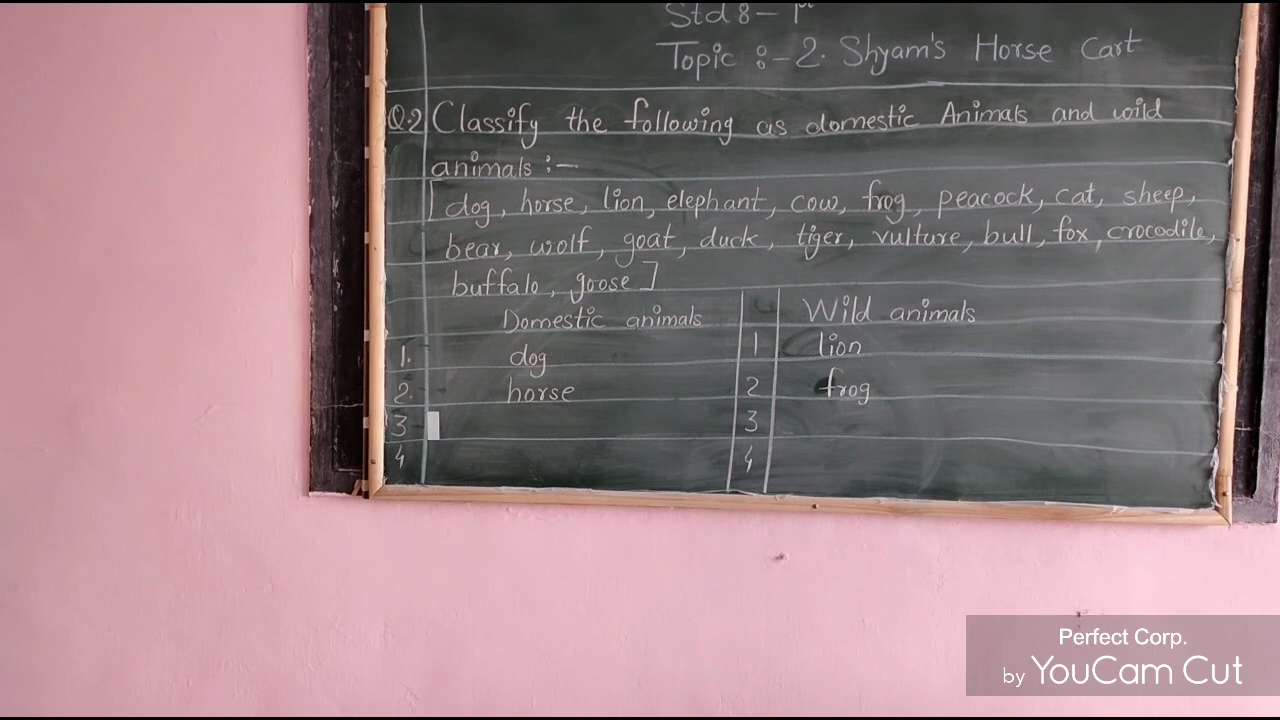 Std :- 1st
Topic :- 2. Shyam's Horse Cart
Q.2 Classify the following as domestic Animals and wild
animals :-
[dog, horse, lion, elephant, cow, frog, peacock, cat, sheep,
bear, wolf, goat, duck, tiger, vulture, bull, fox, crocodile,
buffalo, goose]
Domestic animals Wild animals
1. dog 1 lion
2. horse 2 frog
3 3
4 4
Perfect Corp.
by YouCam Cut